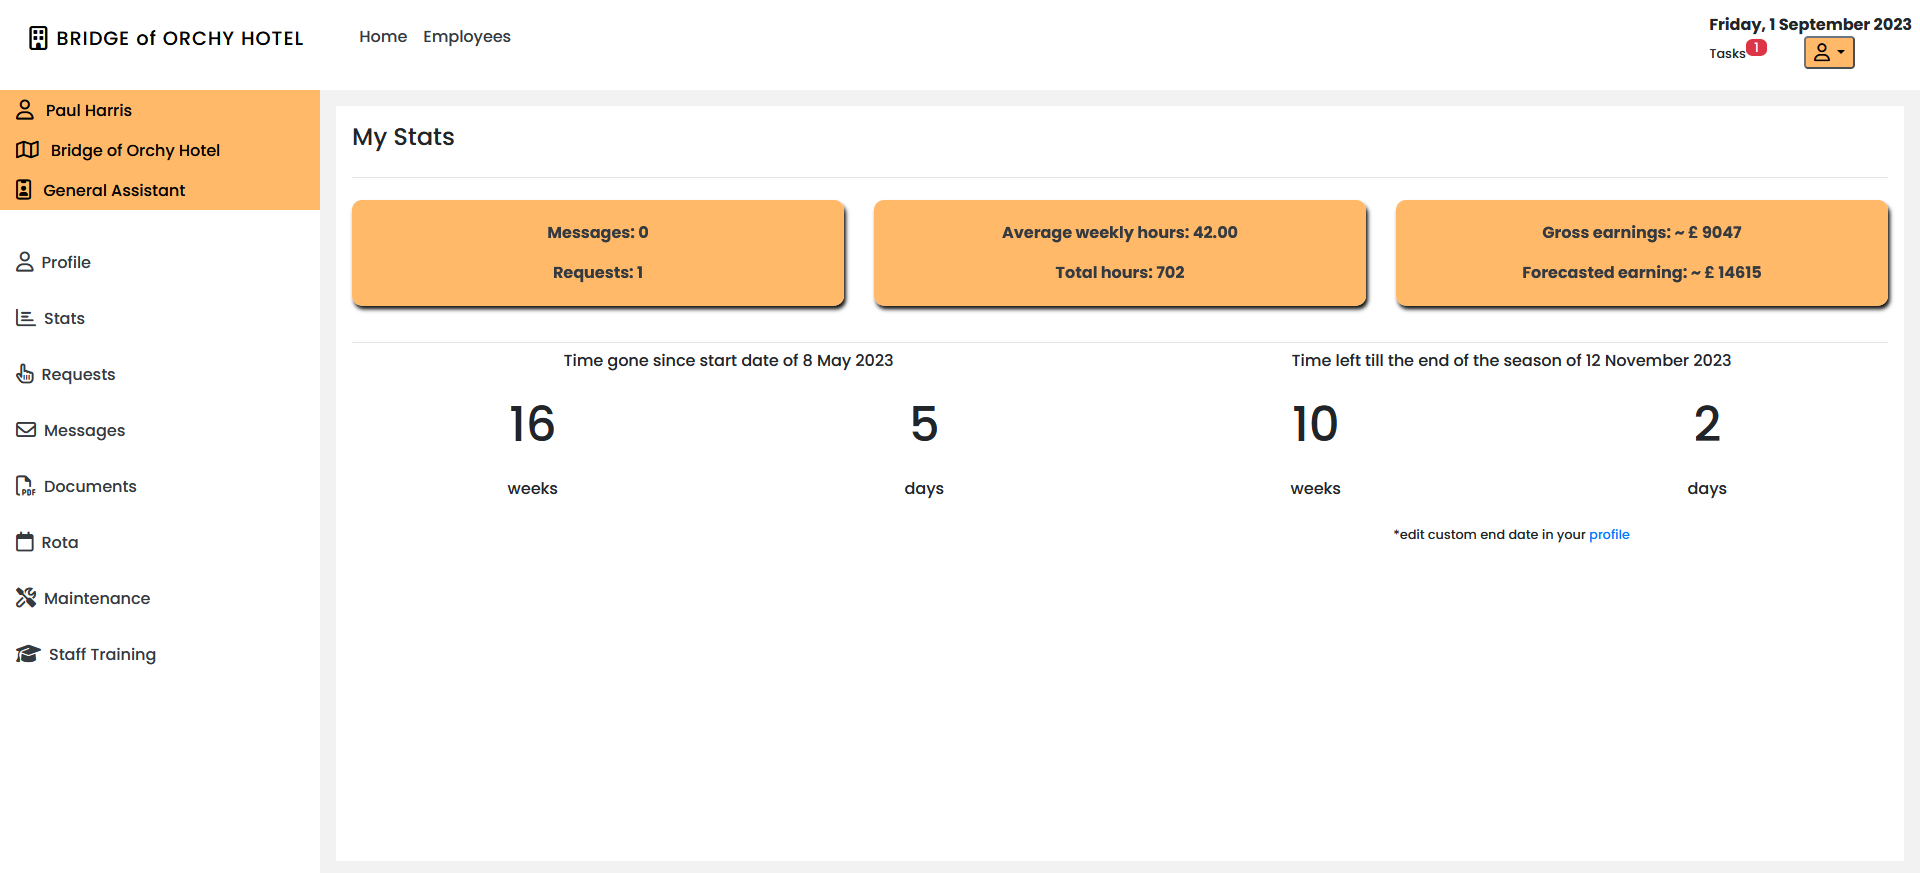 BRIDGE of ORCHY HOTEL
Home Employees
Friday, 1 September 2023
Tasks 1
Paul Harris
Bridge of Orchy Hotel
General Assistant
Profile
Stats
Requests
Messages
PDF Documents
Rota
Maintenance
Staff Training
My Stats
Messages: 0
Requests: 1
Average weekly hours: 42.00
Total hours: 702
Gross earnings: ~ £ 9047
Forecasted earning: ~ £ 14615
Time gone since start date of 8 May 2023
16 5
weeks days
Time left till the end of the season of 12 November 2023
10 2
weeks days
*edit custom end date in your profile